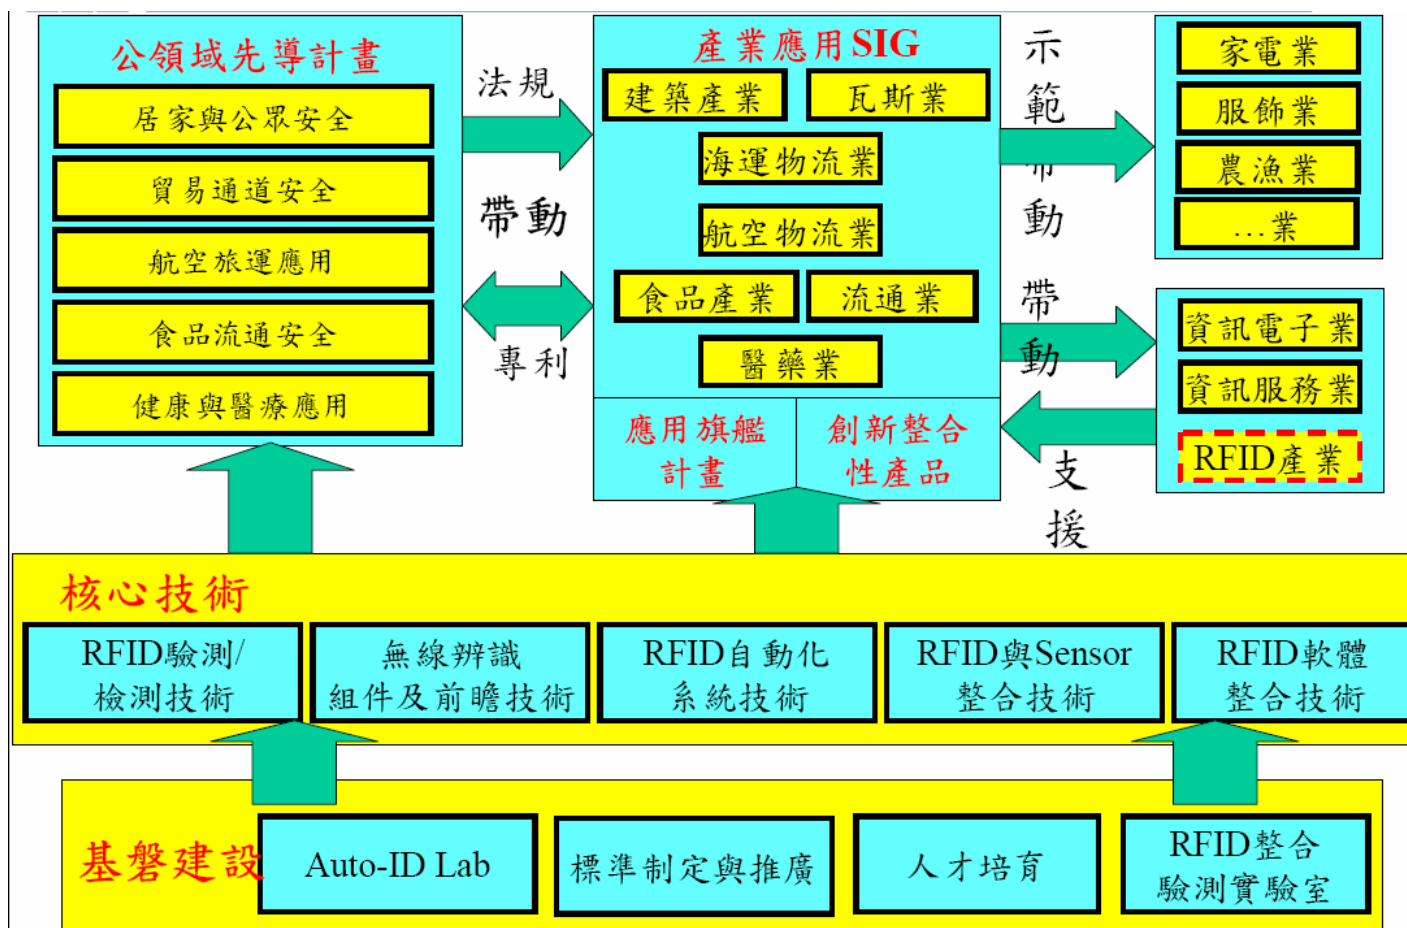 公領域先導計畫
居家與公眾安全
貿易通道安全
航空旅運應用
食品流通安全
健康與醫療應用
法規
帶動
專利
產業應用SIG
建築產業
瓦斯業
海運物流業
航空物流業
食品產業
流通業
醫藥業
應用旗艦
計畫
創新整合
性產品
示
範
帶
動
帶
動
支
援
家電業
服飾業
農漁業
…業
資訊電子業
資訊服務業
RFID產業
核心技術
RFID驗測/
檢測技術
無線辨識
組件及前瞻技術
RFID自動化
系統技術
RFID與Sensor
整合技術
RFID軟體
整合技術
基磐建設
Auto-ID Lab
標準制定與推廣
人才培育
RFID整合
驗測實驗室